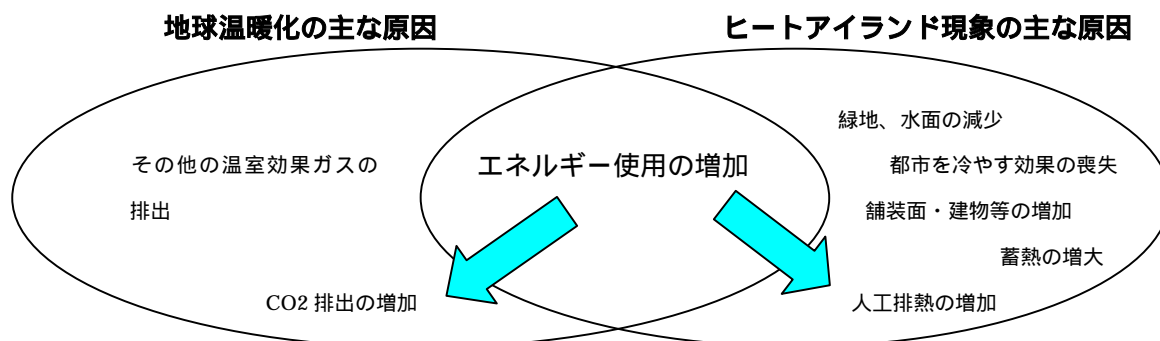 地球温暖化の主な原因
ヒートアイランド現象の主な原因
その他の温室効果ガスの
排出
CO2 排出の増加
エネルギー使用の増加
緑地、水面の減少
都市を冷やす効果の喪失
舗装面・建物等の増加
蓄熱の増大
人工排熱の増加